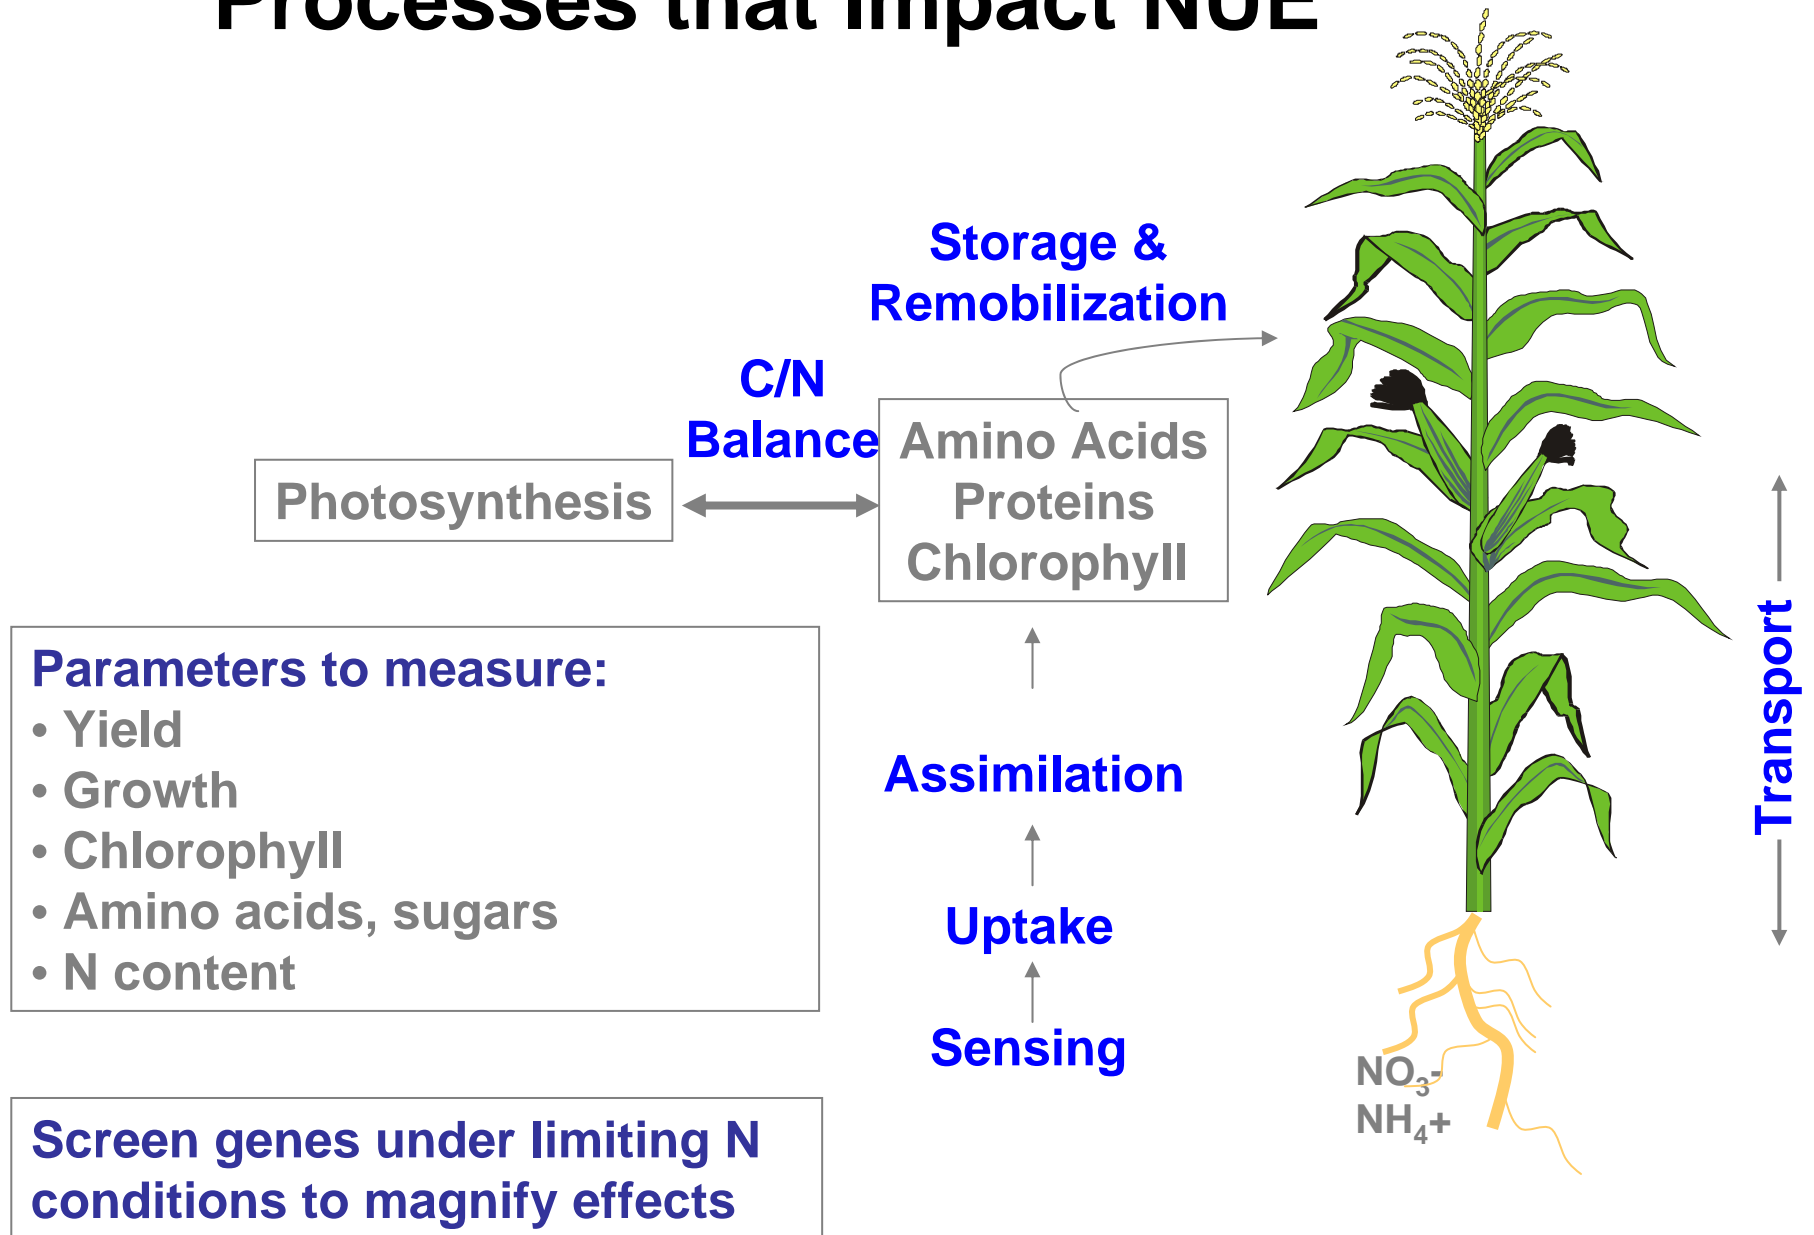 Processes that Impact NUE
Storage &
Remobilization
C/N
Balance
Amino Acids
Proteins
Chlorophyll
Photosynthesis
Parameters to measure:
• Yield
• Growth
• Chlorophyll
• Amino acids, sugars
• N content
Assimilation
Uptake
Sensing
Transport
NO₃-
NH₄+
Screen genes under limiting N
conditions to magnify effects